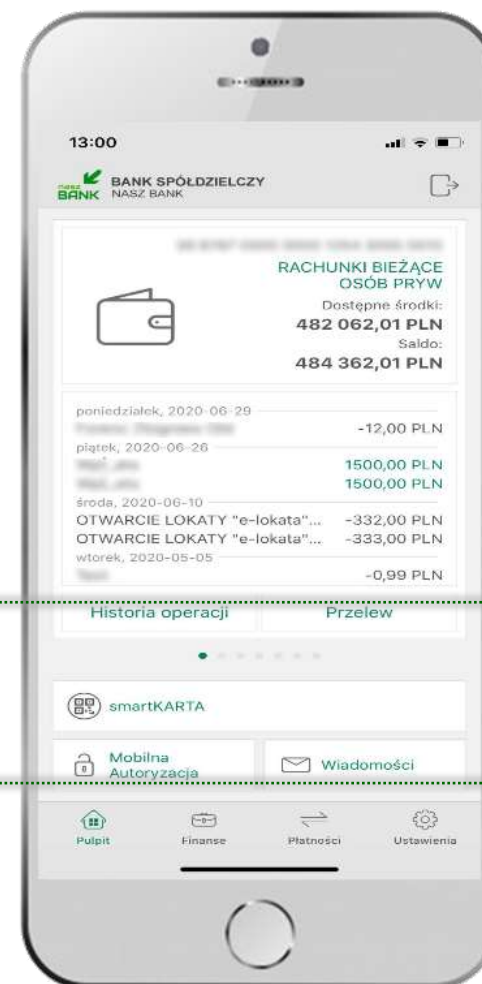 13:00
nasz BANK
BANK SPÓŁDZIELCZY
NASZ BANK
RACHUNKI BIEŻĄCE
OSÓB PRYW
Dostępne środki:
482 062,01 PLN
Saldo:
484 362,01 PLN
poniedziałek, 2020-06-29
-12,00 PLN
piątek, 2020-06-26
1500,00 PLN
1500,00 PLN
środa, 2020-06-10
OTWARCIE LOKATY "e-lokata"... -332,00 PLN
OTWARCIE LOKATY "e-lokata"... -333,00 PLN
wtorek, 2020-05-05
-0,99 PLN
Historia operacji Przelew
smartKARTA
Mobilna
Autoryzacja
Wiadomości
Pulpit Finanse Płatności Ustawienia